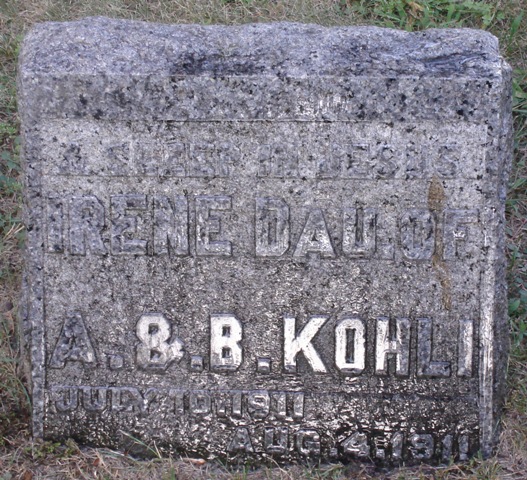 ASLEEP IN JESUS.
IRENE DAU. OF
A. & B. KOHLI
JULY 10, 1911
AUG. 4, 1911